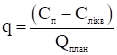 q = (Cп – Cлікв) / Qплан